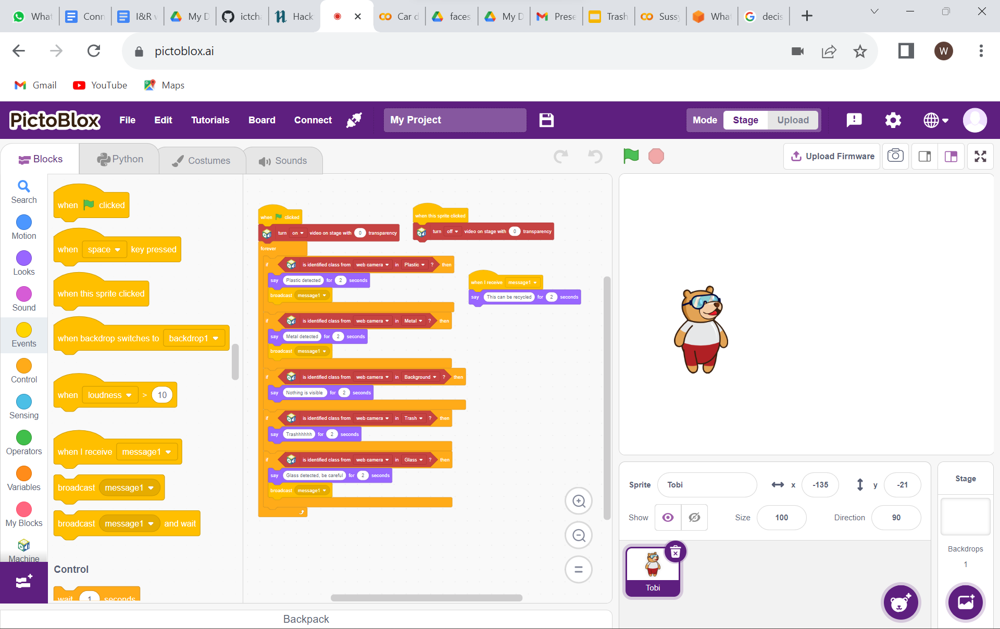 What
Conn
I&R v
My D
ictch
Hack
Car d
faces
My D
Prese
Trash
Sussy
What
decis
pictoblox.ai
W
Gmail
YouTube
Maps
PictoBlox
File
Edit
Tutorials
Board
Connect
My Project
Mode
Stage
Upload
Blocks
Python
Costumes
Sounds
Upload Firmware
Search
Motion
Looks
Sound
Events
Control
Sensing
Operators
Variables
My Blocks
Machine
when clicked
when space key pressed
when this sprite clicked
when backdrop switches to backdrop1
when loudness > 10
when I receive message1
broadcast message1
broadcast message1 and wait
Control
wait 1 seconds
when clicked
turn on video on stage with 0 transparency
forever
if is identified class from web camera in Plastic ? then
say Plastic detected for 2 seconds
broadcast message1
if is identified class from web camera in Metal ? then
say Metal detected for 2 seconds
broadcast message1
if is identified class from web camera in Background ? then
say Nothing is visible for 2 seconds
if is identified class from web camera in Trash ? then
say Trashhhhhh for 2 seconds
if is identified class from web camera in Glass ? then
say Glass detected, be careful for 2 seconds
broadcast message1
when this sprite clicked
turn off video on stage with 0 transparency
when I receive message1
say This can be recycled for 2 seconds
Backpack
Sprite Tobi x -135 y -21
Show Size 100 Direction 90
Tobi
Stage
Backdrops
1